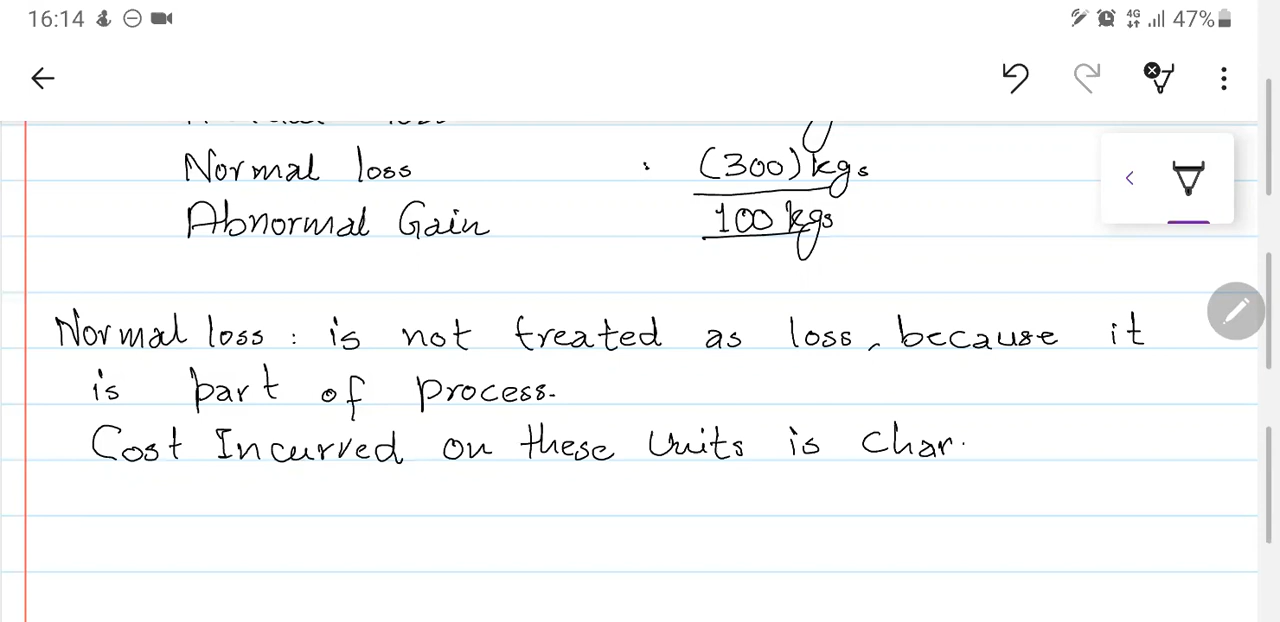 16:14 4G 47%
Normal loss : (300) kgs
Abnormal Gain 100 kgs
Normal loss : is not treated as loss, because it
is part of process.
Cost Incurred on these Units is Char.